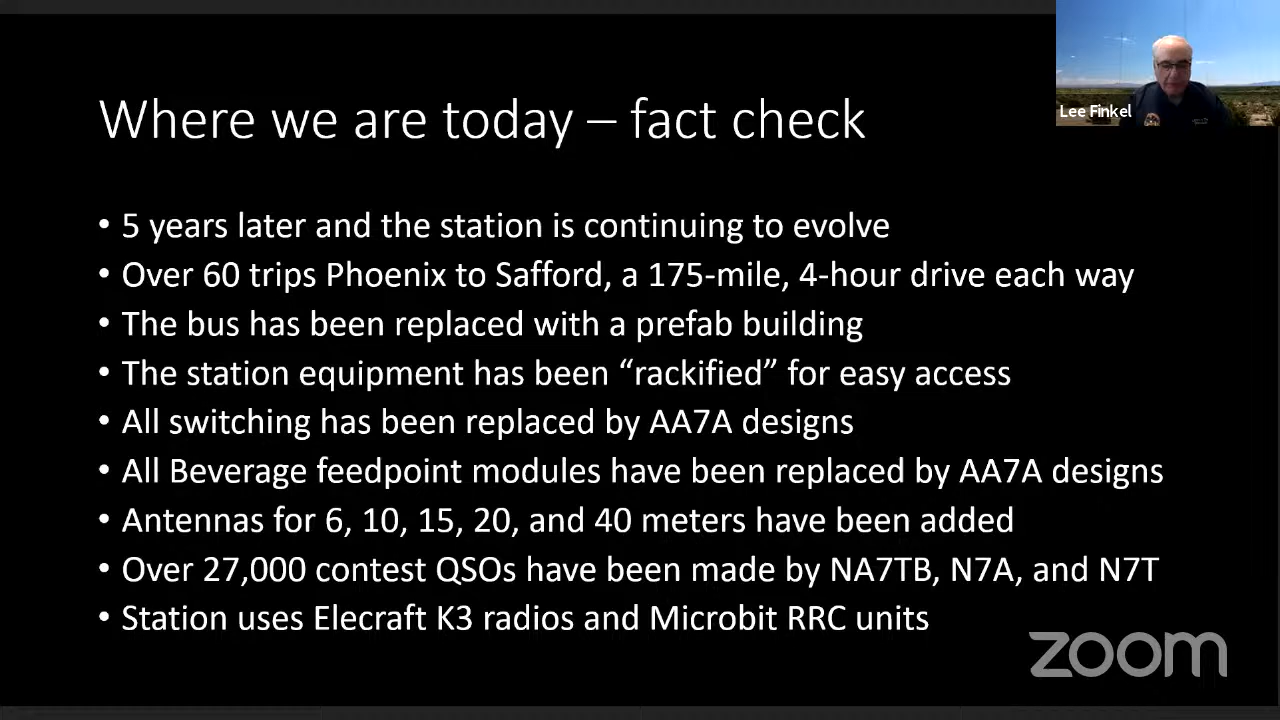 Lee Finkel
Where we are today – fact check
• 5 years later and the station is continuing to evolve
• Over 60 trips Phoenix to Safford, a 175-mile, 4-hour drive each way
• The bus has been replaced with a prefab building
• The station equipment has been “rackified” for easy access
• All switching has been replaced by AA7A designs
• All Beverage feedpoint modules have been replaced by AA7A designs
• Antennas for 6, 10, 15, 20, and 40 meters have been added
• Over 27,000 contest QSOs have been made by NA7TB, N7A, and N7T
• Station uses Elecraft K3 radios and Microbit RRC units
zoom